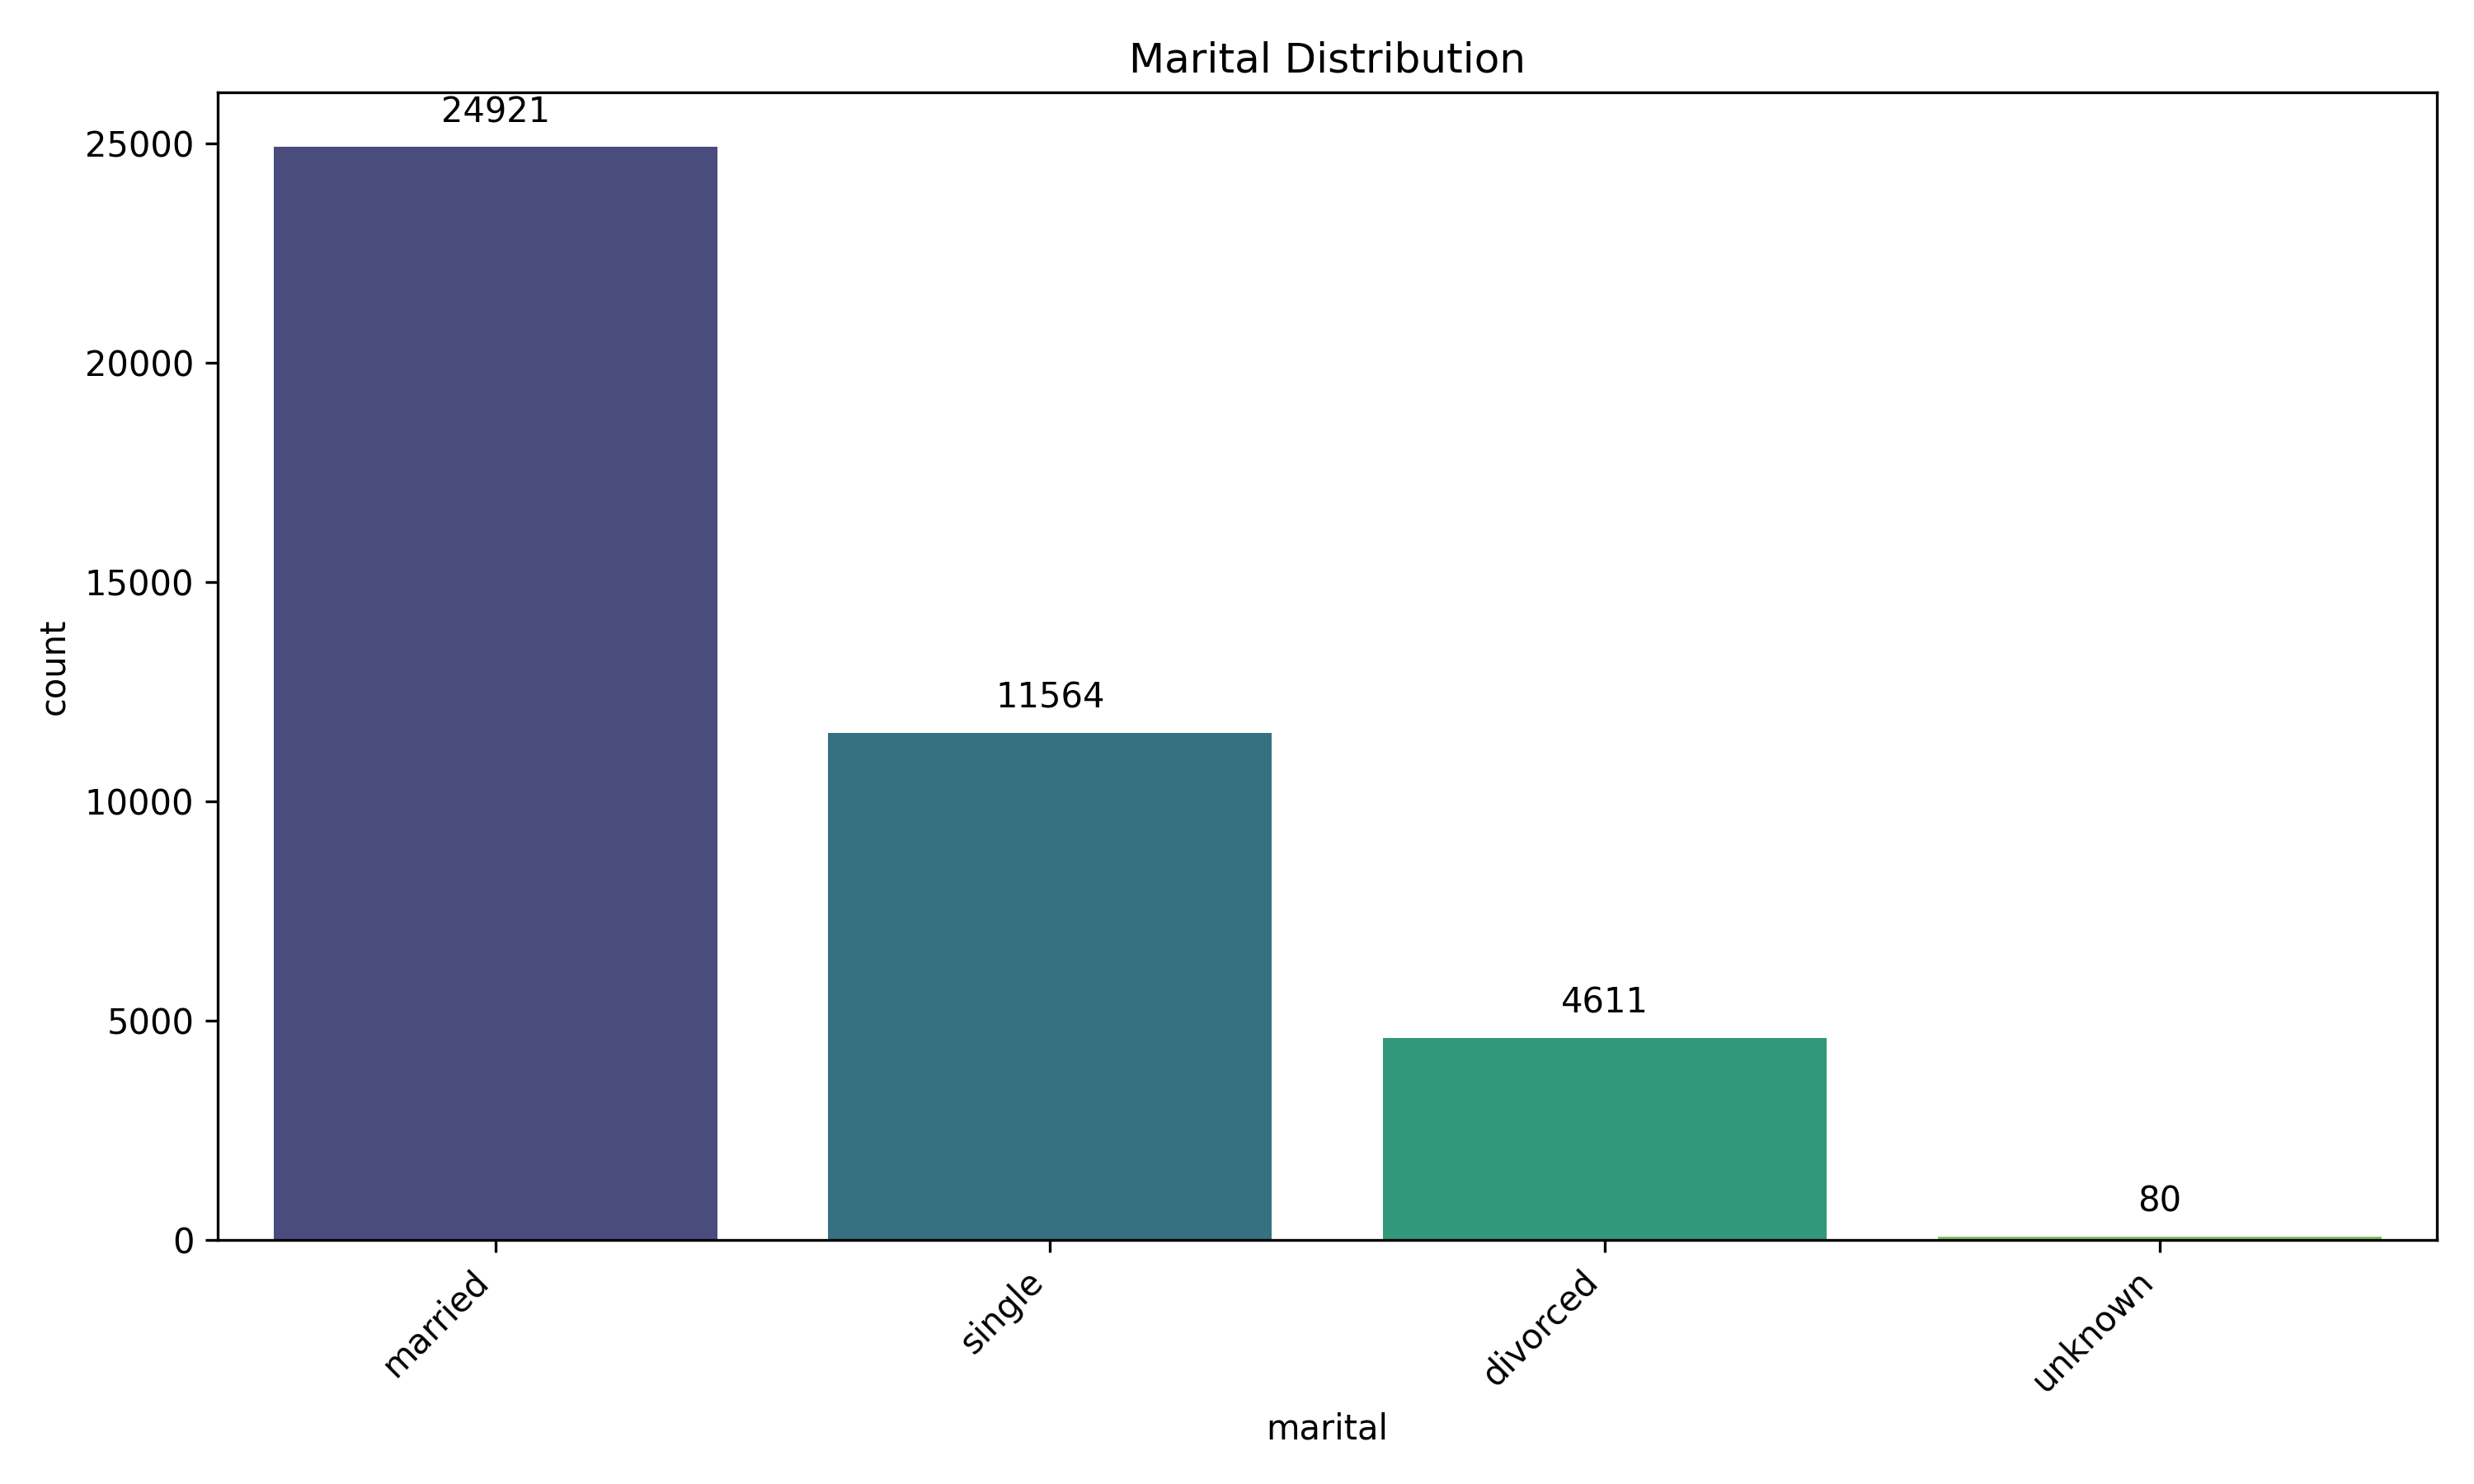 Marital Distribution
24921
25000
20000
15000
11564
10000
5000
4611
80
0
count
married
single
divorced
unknown
marital